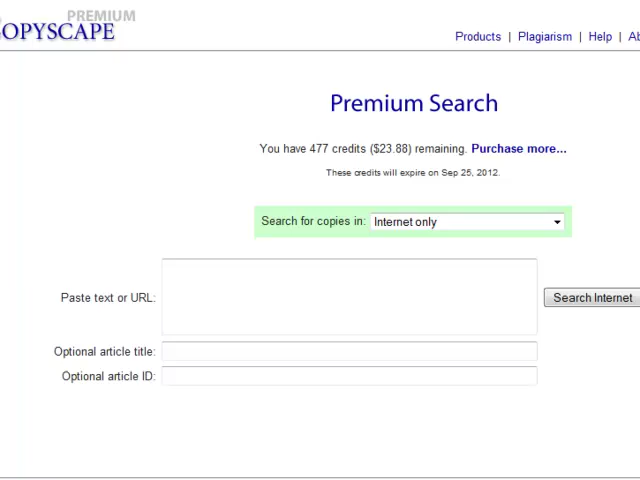 PREMIUM
COPYSCAPE
Products | Plagiarism | Help | Ab
Premium Search
You have 477 credits ($23.88) remaining. Purchase more...
These credits will expire on Sep 25, 2012.
Search for copies in: Internet only
Paste text or URL: Search Internet
Optional article title:
Optional article ID: